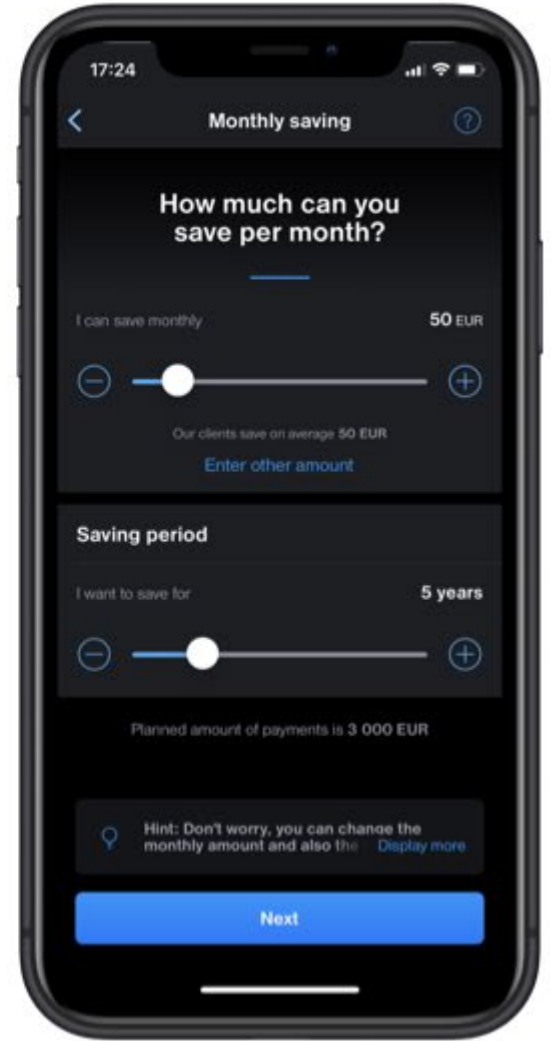 17:24
Monthly saving
?
How much can you
save per month?
I can save monthly
50 EUR
Our clients save on average 50 EUR
Enter other amount
Saving period
I want to save for
5 years
Planned amount of payments is 3 000 EUR
Hint: Don't worry, you can change the
monthly amount and also the Display more
Next